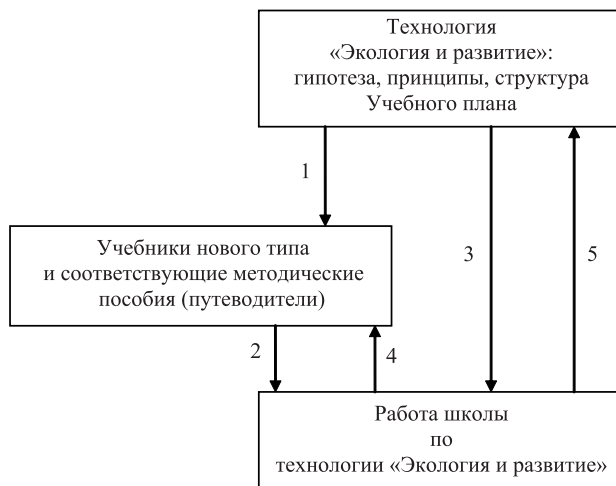 Технология
«Экология и развитие»:
гипотеза, принципы, структура
Учебного плана
1
3
5
Учебники нового типа
и соответствующие методические
пособия (путеводители)
2
4
Работа школы
по
технологии «Экология и развитие»